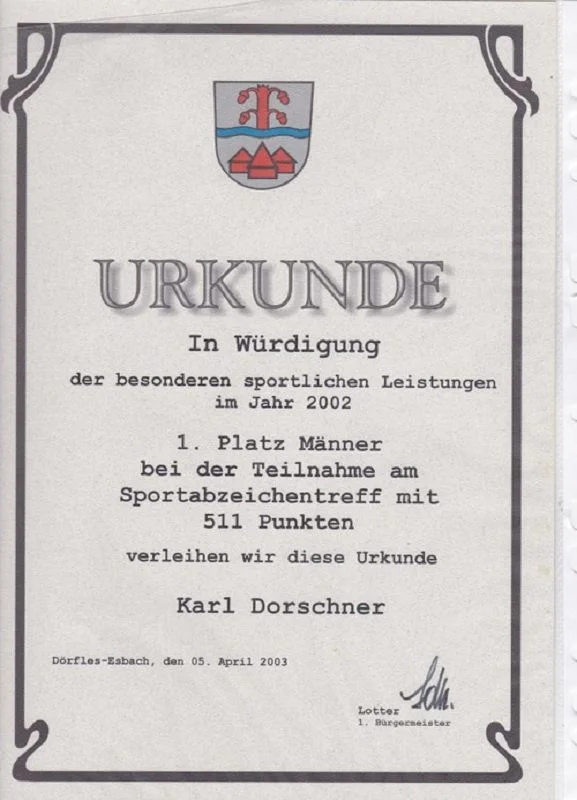 URKUNDE
In Würdigung
der besonderen sportlichen Leistungen
im Jahr 2002
1. Platz Männer
bei der Teilnahme am
Sportabzeichentreff mit
511 Punkten
verleihen wir diese Urkunde
Karl Dorschner
Dörfles-Esbach, den 05. April 2003
Lotter
1. Bürgermeister